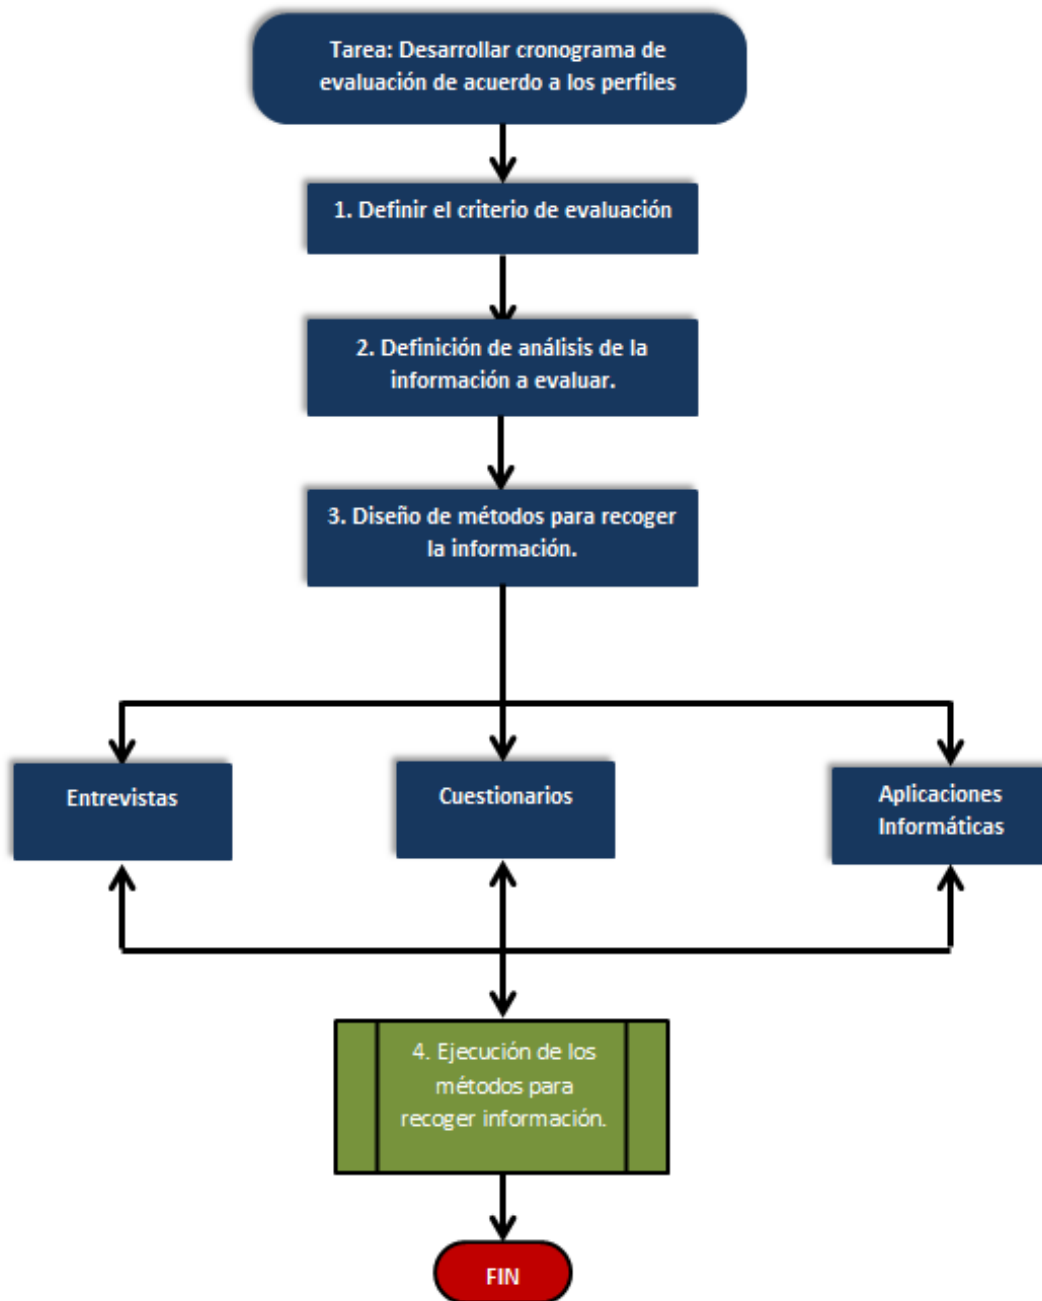 Tarea: Desarrollar cronograma de
evaluación de acuerdo a los perfiles
1. Definir el criterio de evaluación
2. Definición de análisis de la
información a evaluar.
3. Diseño de métodos para recoger
la información.
Entrevistas
Cuestionarios
Aplicaciones
Informáticas
4. Ejecución de los
métodos para
recoger información.
FIN